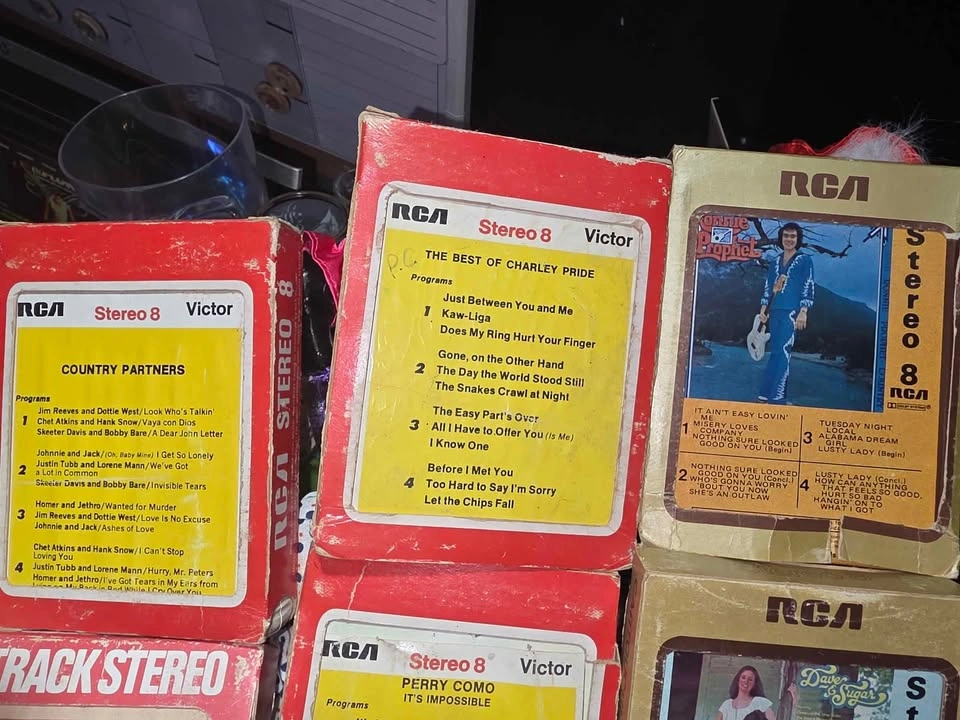 RCA Stereo 8 Victor
COUNTRY PARTNERS
Programs
1 Jim Reeves and Dottie West/Look Who's Talkin'
Chet Atkins and Hank Snow/Vaya con Dios
Skeeter Davis and Bobby Bare/A Dear John Letter
2 Johnnie and Jack/(Oh, Baby Mine) I Get So Lonely
Justin Tubb and Lorene Mann/We've Got
a Lot in Common
Skeeter Davis and Bobby Bare/Invisible Tears
3 Homer and Jethro/Wanted for Murder
Jim Reeves and Dottie West/Love Is No Excuse
Johnnie and Jack/Ashes of Love
4 Chet Atkins and Hank Snow/I Can't Stop
Loving You
Justin Tubb and Lorene Mann/Hurry, Mr. Peters
Homer and Jethro/I've Got Tears in My Ears from
Lying on My Back in Bed While I Cry Over You
RCA STEREO 8
TRACK STEREO
RCA Stereo 8 Victor
P.C.
THE BEST OF CHARLEY PRIDE
Programs
1 Just Between You and Me
Kaw-Liga
Does My Ring Hurt Your Finger
2 Gone, on the Other Hand
The Day the World Stood Still
The Snakes Crawl at Night
3 The Easy Part's Over
All I Have to Offer You (Is Me)
I Know One
4 Before I Met You
Too Hard to Say I'm Sorry
Let the Chips Fall
RCA Stereo 8 Victor
PERRY COMO
IT'S IMPOSSIBLE
Programs
RCA
Ronnie
Prophet
Stereo 8
RCA
1 IT AIN'T EASY LOVIN'
ME
MISERY LOVES
COMPANY
NOTHING SURE LOOKED
GOOD ON YOU (Begin)
2 NOTHING SURE LOOKED
GOOD ON YOU (Concl.)
WHO'S GONNA WORRY
'BOUT YOU NOW
SHE'S AN OUTLAW
3 TUESDAY NIGHT
LOCAL
ALABAMA DREAM
GIRL
LUSTY LADY (Begin)
4 LUSTY LADY (Concl.)
HOW CAN ANYTHING
THAT FEELS SO GOOD,
HURT SO BAD
HANGIN' ON TO
WHAT I GOT
RCA
Dave
& Sugar
St